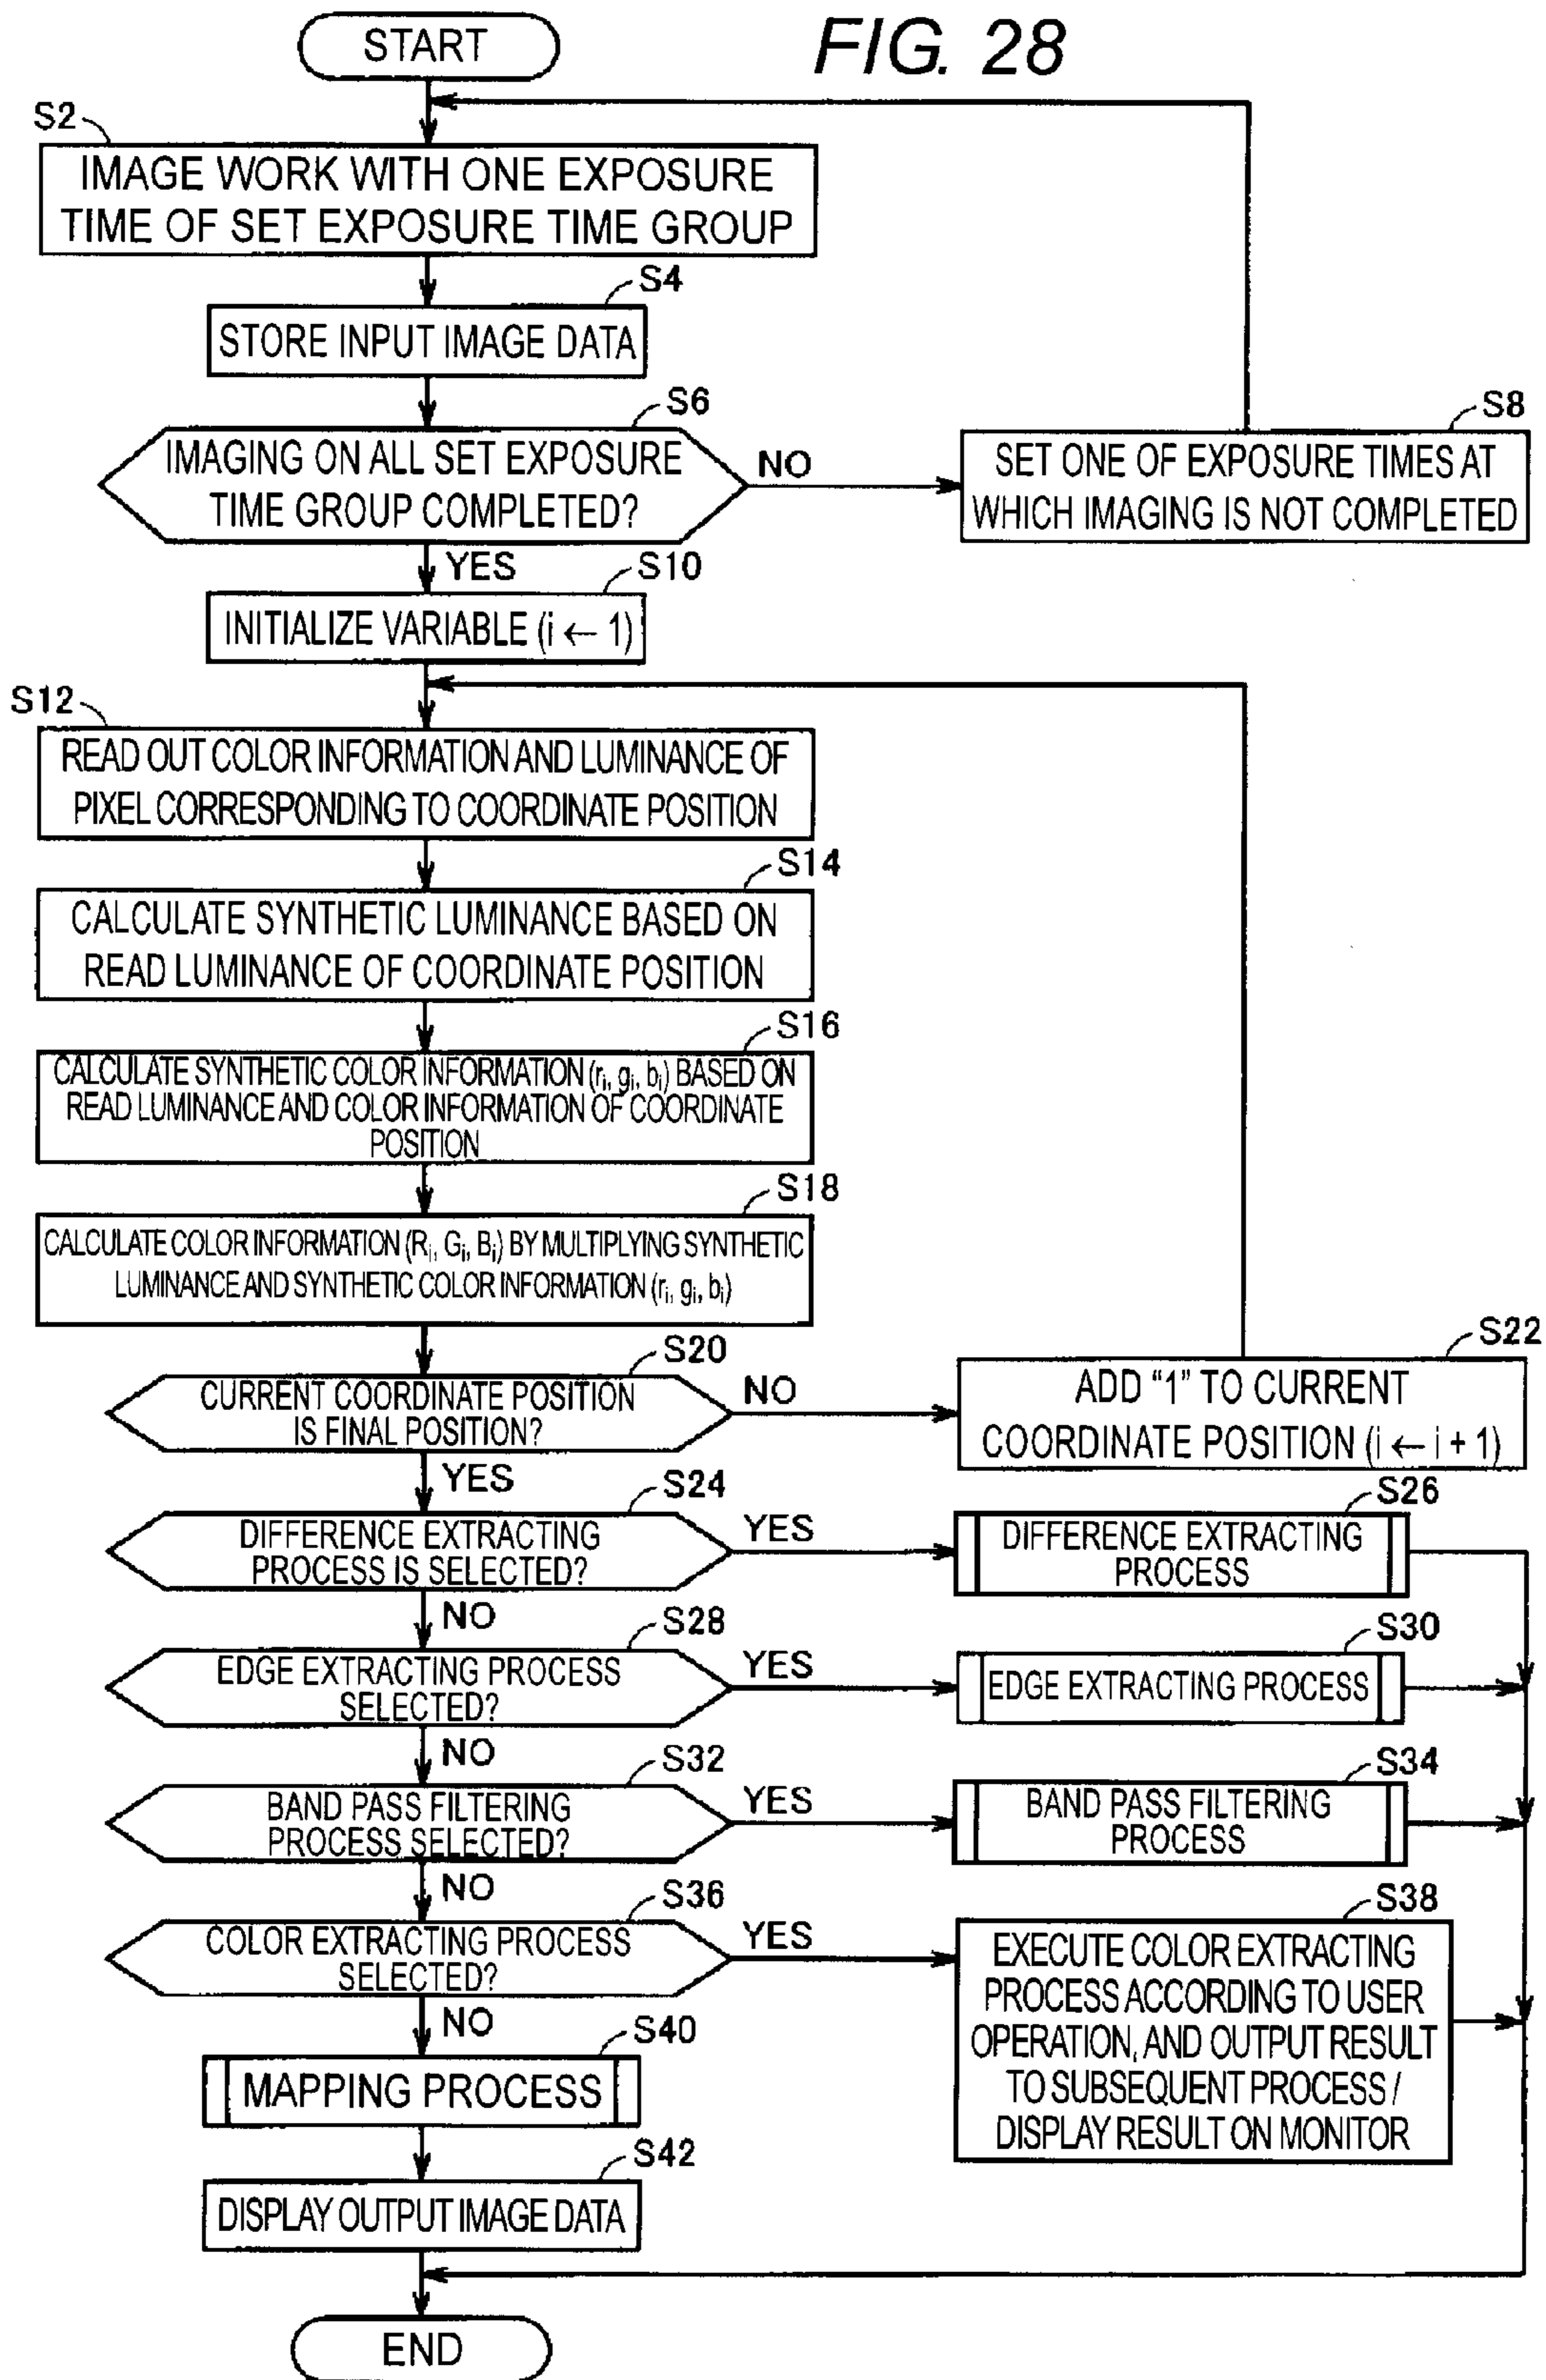 START
FIG. 28
S2
IMAGE WORK WITH ONE EXPOSURE
TIME OF SET EXPOSURE TIME GROUP
S4
STORE INPUT IMAGE DATA
S6
IMAGING ON ALL SET EXPOSURE
TIME GROUP COMPLETED?
NO
S8
SET ONE OF EXPOSURE TIMES AT
WHICH IMAGING IS NOT COMPLETED
YES
S10
INITIALIZE VARIABLE (i ← 1)
S12
READ OUT COLOR INFORMATION AND LUMINANCE OF
PIXEL CORRESPONDING TO COORDINATE POSITION
S14
CALCULATE SYNTHETIC LUMINANCE BASED ON
READ LUMINANCE OF COORDINATE POSITION
S16
CALCULATE SYNTHETIC COLOR INFORMATION (ri, gi, bi) BASED ON
READ LUMINANCE AND COLOR INFORMATION OF COORDINATE
POSITION
S18
CALCULATE COLOR INFORMATION (Ri, Gi, Bi) BY MULTIPLYING SYNTHETIC
LUMINANCE AND SYNTHETIC COLOR INFORMATION (ri, gi, bi)
S20
CURRENT COORDINATE POSITION
IS FINAL POSITION?
NO
S22
ADD “1” TO CURRENT
COORDINATE POSITION (i ← i + 1)
YES
S24
DIFFERENCE EXTRACTING
PROCESS IS SELECTED?
YES
S26
DIFFERENCE EXTRACTING
PROCESS
NO
S28
EDGE EXTRACTING PROCESS
SELECTED?
YES
S30
EDGE EXTRACTING PROCESS
NO
S32
BAND PASS FILTERING
PROCESS SELECTED?
YES
S34
BAND PASS FILTERING
PROCESS
NO
S36
COLOR EXTRACTING PROCESS
SELECTED?
YES
S38
EXECUTE COLOR EXTRACTING
PROCESS ACCORDING TO USER
OPERATION, AND OUTPUT RESULT
TO SUBSEQUENT PROCESS /
DISPLAY RESULT ON MONITOR
NO
S40
MAPPING PROCESS
S42
DISPLAY OUTPUT IMAGE DATA
END